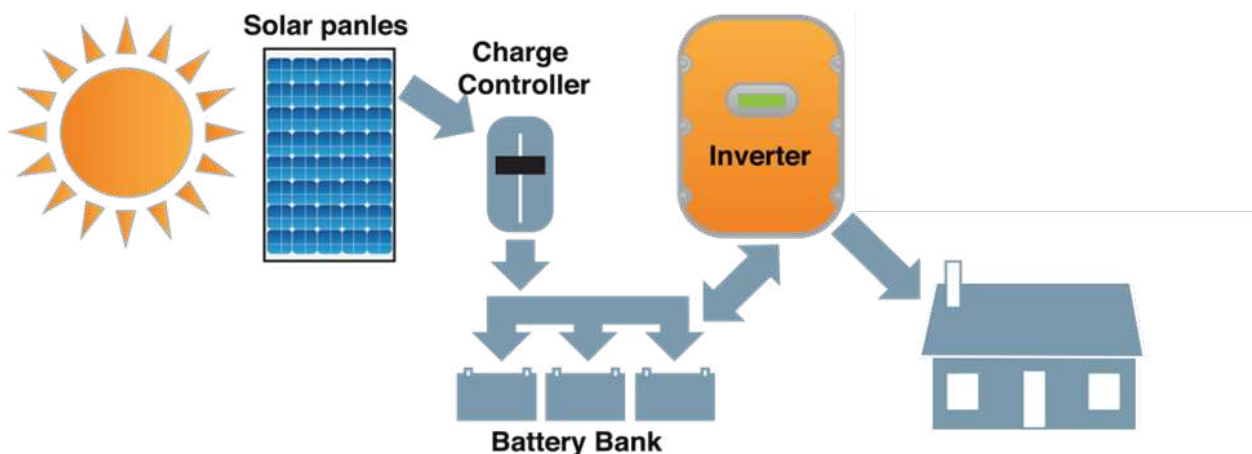 Solar panles
Charge
Controller
Inverter
Battery Bank